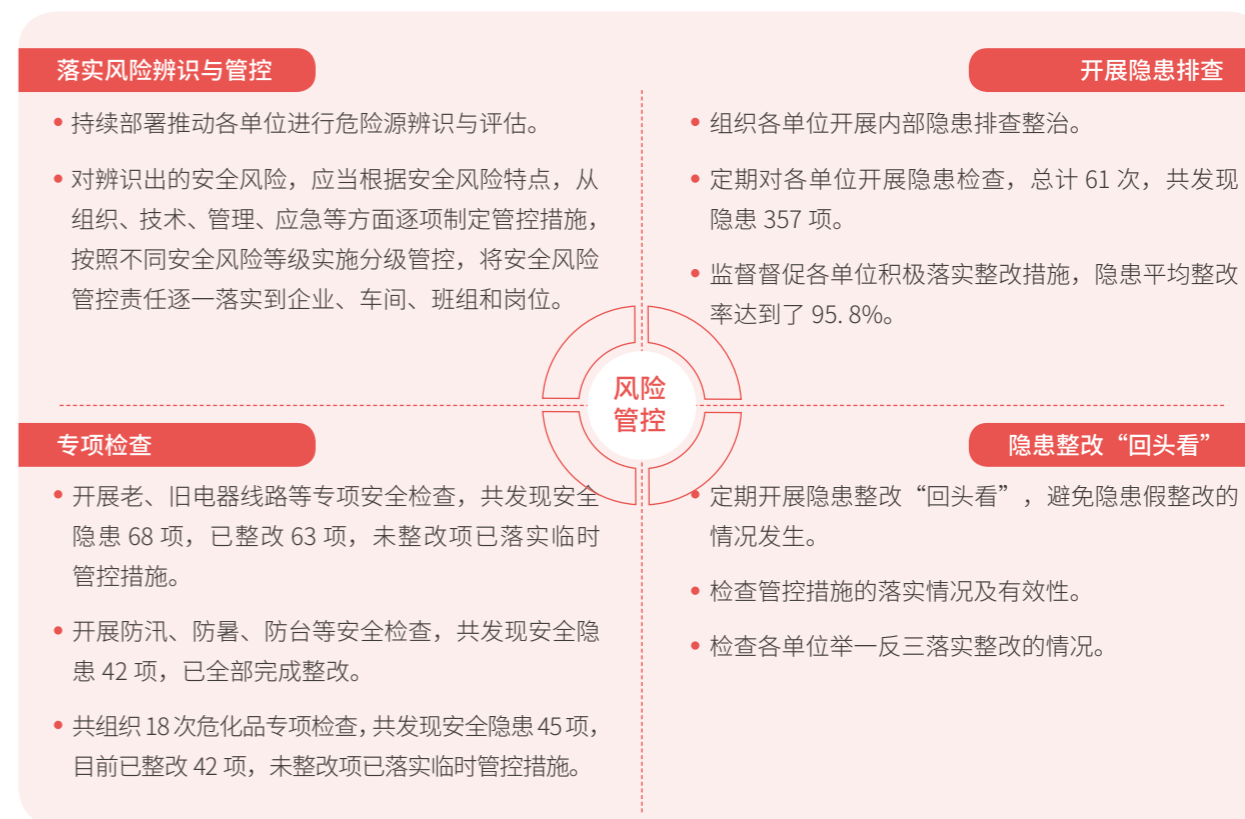 落实风险辨识与管控
持续部署推动各单位进行危险源辨识与评估。
对辨识出的安全风险，应当根据安全风险特点，从
组织、技术、管理、应急等方面逐项制定管控措施，
按照不同安全风险等级实施分级管控，将安全风险
管控责任逐一落实到企业、车间、班组和岗位。
开展隐患排查
组织各单位开展内部隐患排查整治。
定期对各单位开展隐患检查，总计 61 次，共发现
隐患 357 项。
监督督促各单位积极落实整改措施，隐患平均整改
率达到了 95. 8%。
风险
管控
专项检查
开展老、旧电器线路等专项安全检查，共发现安全
隐患 68 项，已整改 63 项，未整改项已落实临时
管控措施。
开展防汛、防暑、防台等安全检查，共发现安全隐
患 42 项，已全部完成整改。
共组织 18 次危化品专项检查，共发现安全隐患 45 项，
目前已整改 42 项，未整改项已落实临时管控措施。
隐患整改“回头看”
定期开展隐患整改“回头看”，避免隐患假整改的
情况发生。
检查管控措施的落实情况及有效性。
检查各单位举一反三落实整改的情况。